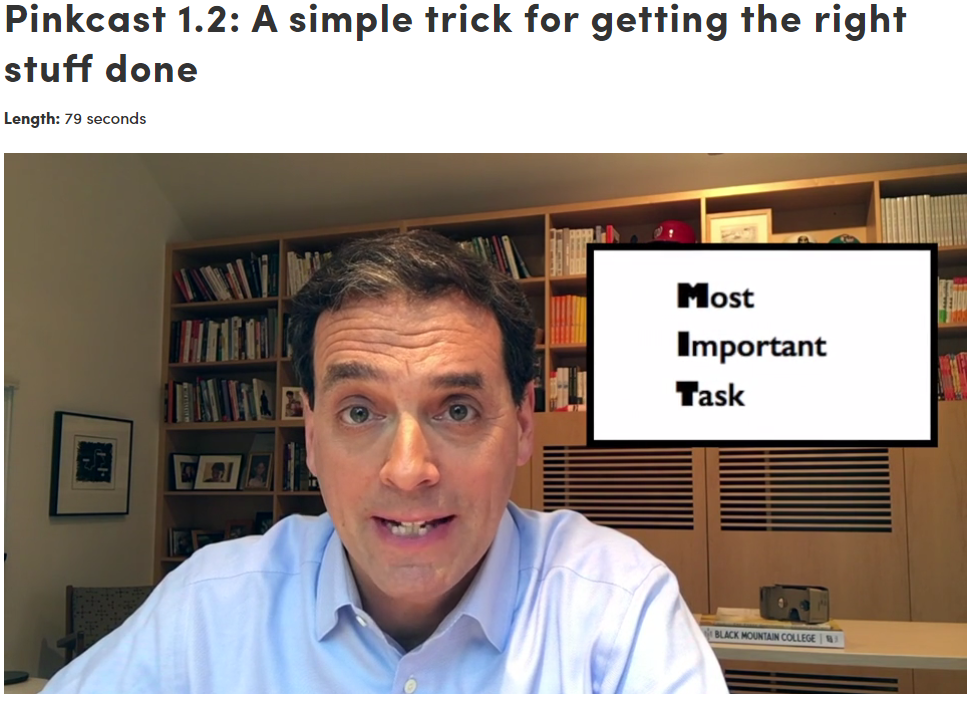 Pinkcast 1.2: A simple trick for getting the right
stuff done
Length: 79 seconds
Most
Important
Task
BLACK MOUNTAIN COLLEGE